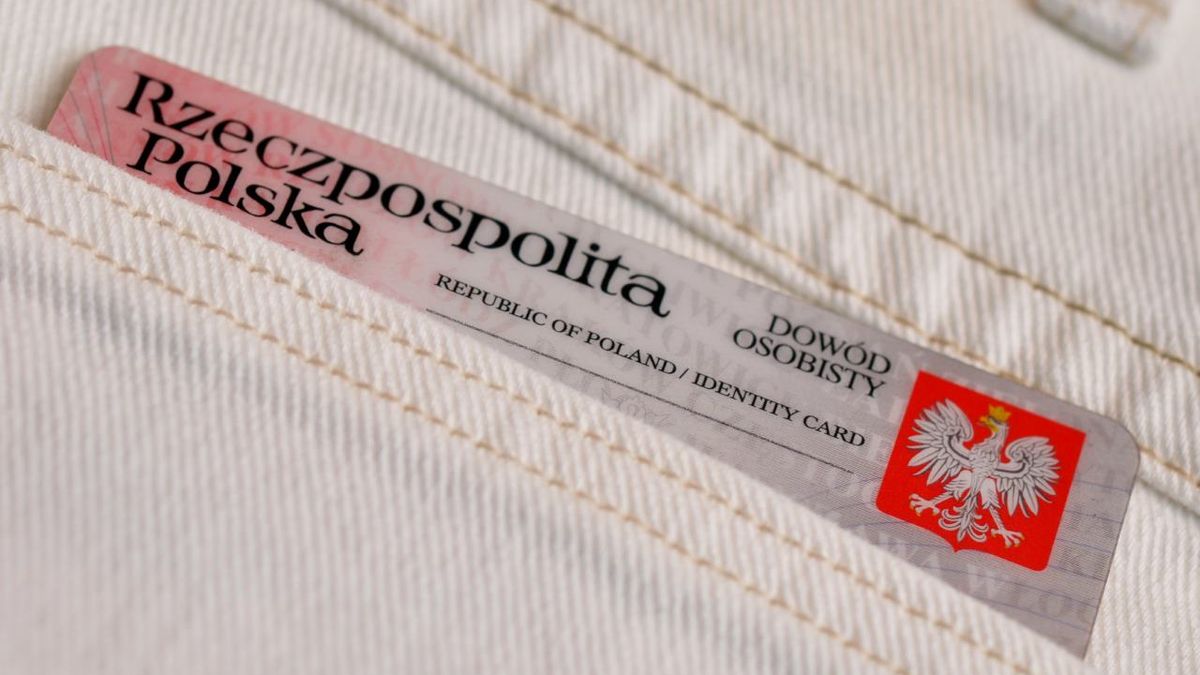 Rzeczpospolita
Polska
REPUBLIC OF POLAND / IDENTITY CARD
DOWÓD
OSOBISTY